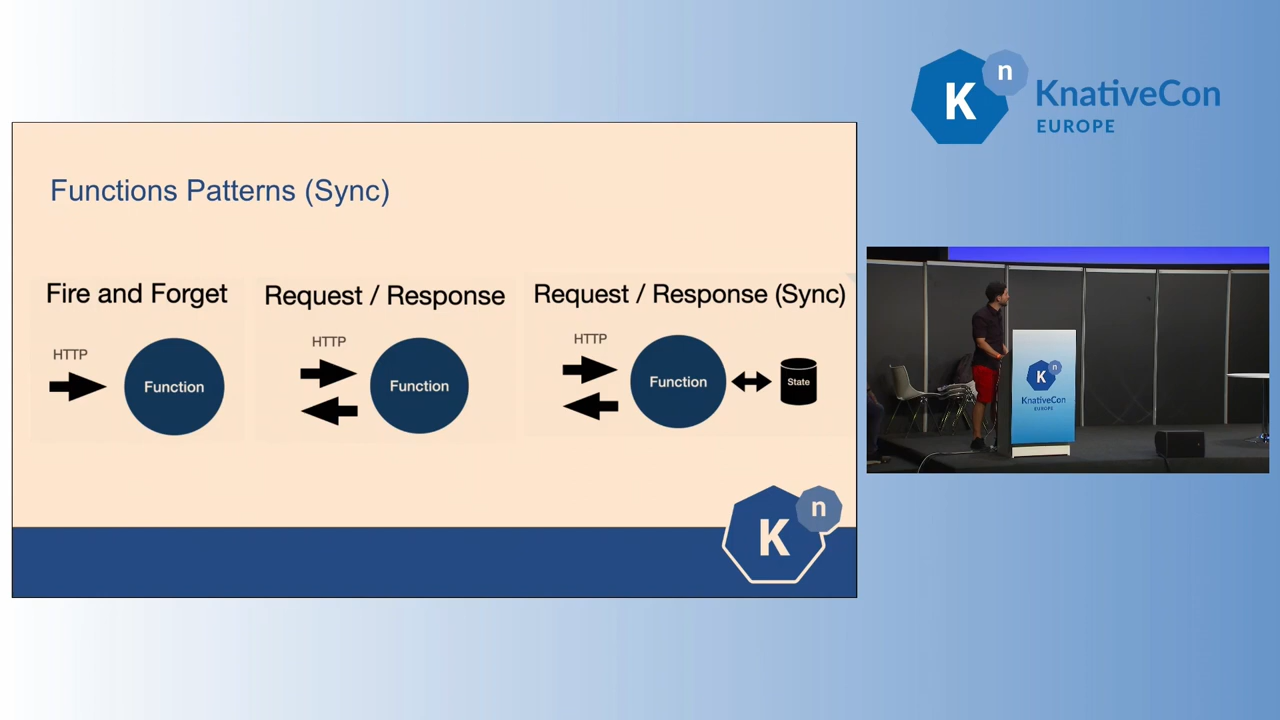 K n
KnativeCon
EUROPE
Functions Patterns (Sync)
Fire and Forget
HTTP
Function
Request / Response
HTTP
Function
Request / Response (Sync)
HTTP
Function
State
K n
K n
KnativeCon
EUROPE